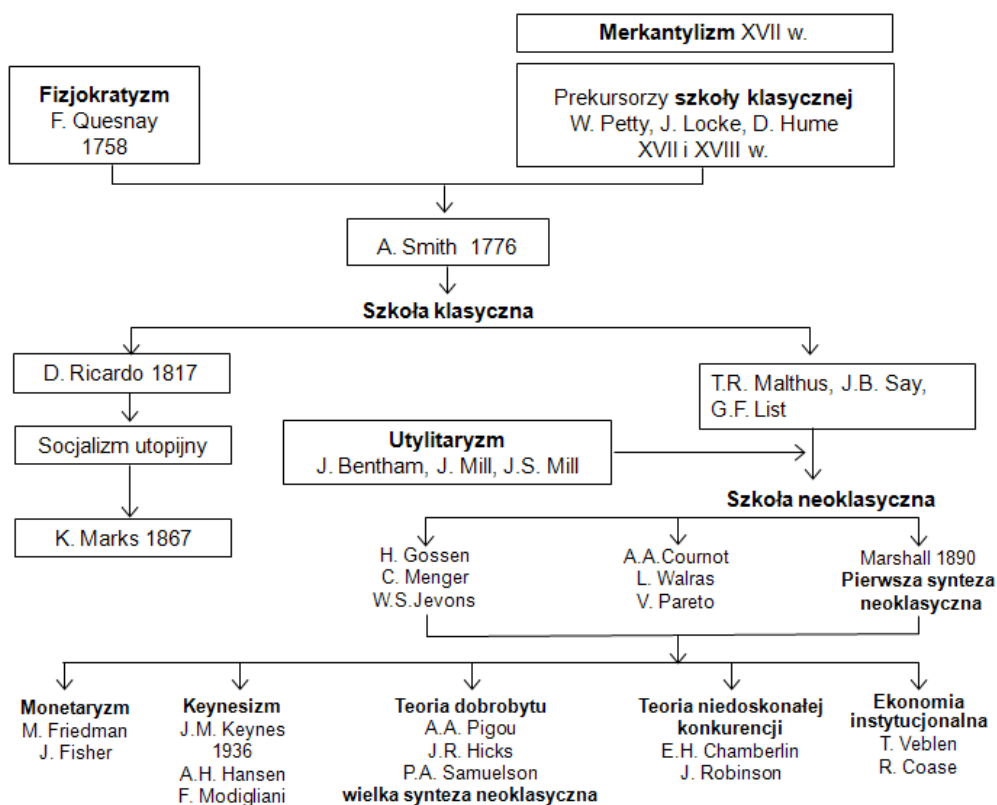 Merkantylizm XVII w.
Fizjokratyzm
F. Quesnay
1758
Prekursorzy szkoły klasycznej
W. Petty, J. Locke, D. Hume
XVII i XVIII w.
A. Smith 1776
Szkoła klasyczna
D. Ricardo 1817
T.R. Malthus, J.B. Say,
G.F. List
Socjalizm utopijny
Utylitaryzm
J. Bentham, J. Mill, J.S. Mill
K. Marks 1867
Szkoła neoklasyczna
H. Gossen
C. Menger
W.S.Jevons
A.A.Cournot
L. Walras
V. Pareto
Marshall 1890
Pierwsza synteza
neoklasyczna
Monetaryzm
M. Friedman
J. Fisher
Keynesizm
J.M. Keynes
1936
A.H. Hansen
F. Modigliani
Teoria dobrobytu
A.A. Pigou
J.R. Hicks
P.A. Samuelson
wielka synteza neoklasyczna
Teoria niedoskonałej
konkurencji
E.H. Chamberlin
J. Robinson
Ekonomia
instytucjonalna
T. Veblen
R. Coase